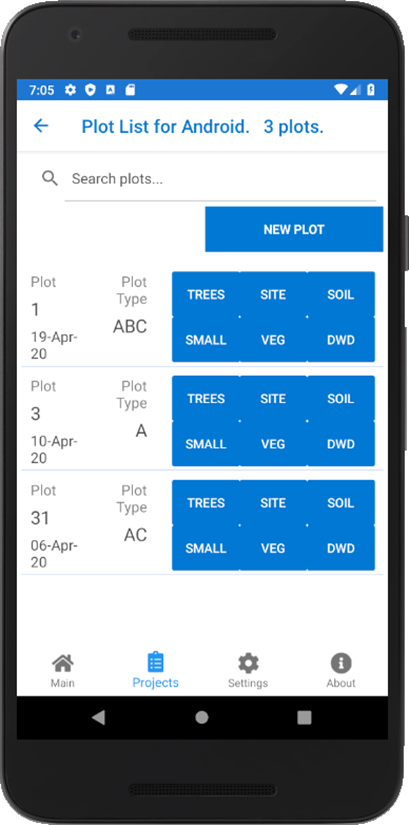 7:05
Plot List for Android. 3 plots.
Search plots...
NEW PLOT
Plot
Plot
Type
1
ABC
19-Apr-
20
TREES SITE SOIL
SMALL VEG DWD
Plot
Plot
Type
3
A
10-Apr-
20
TREES SITE SOIL
SMALL VEG DWD
Plot
Plot
Type
31
AC
06-Apr-
20
TREES SITE SOIL
SMALL VEG DWD
Main Projects Settings About